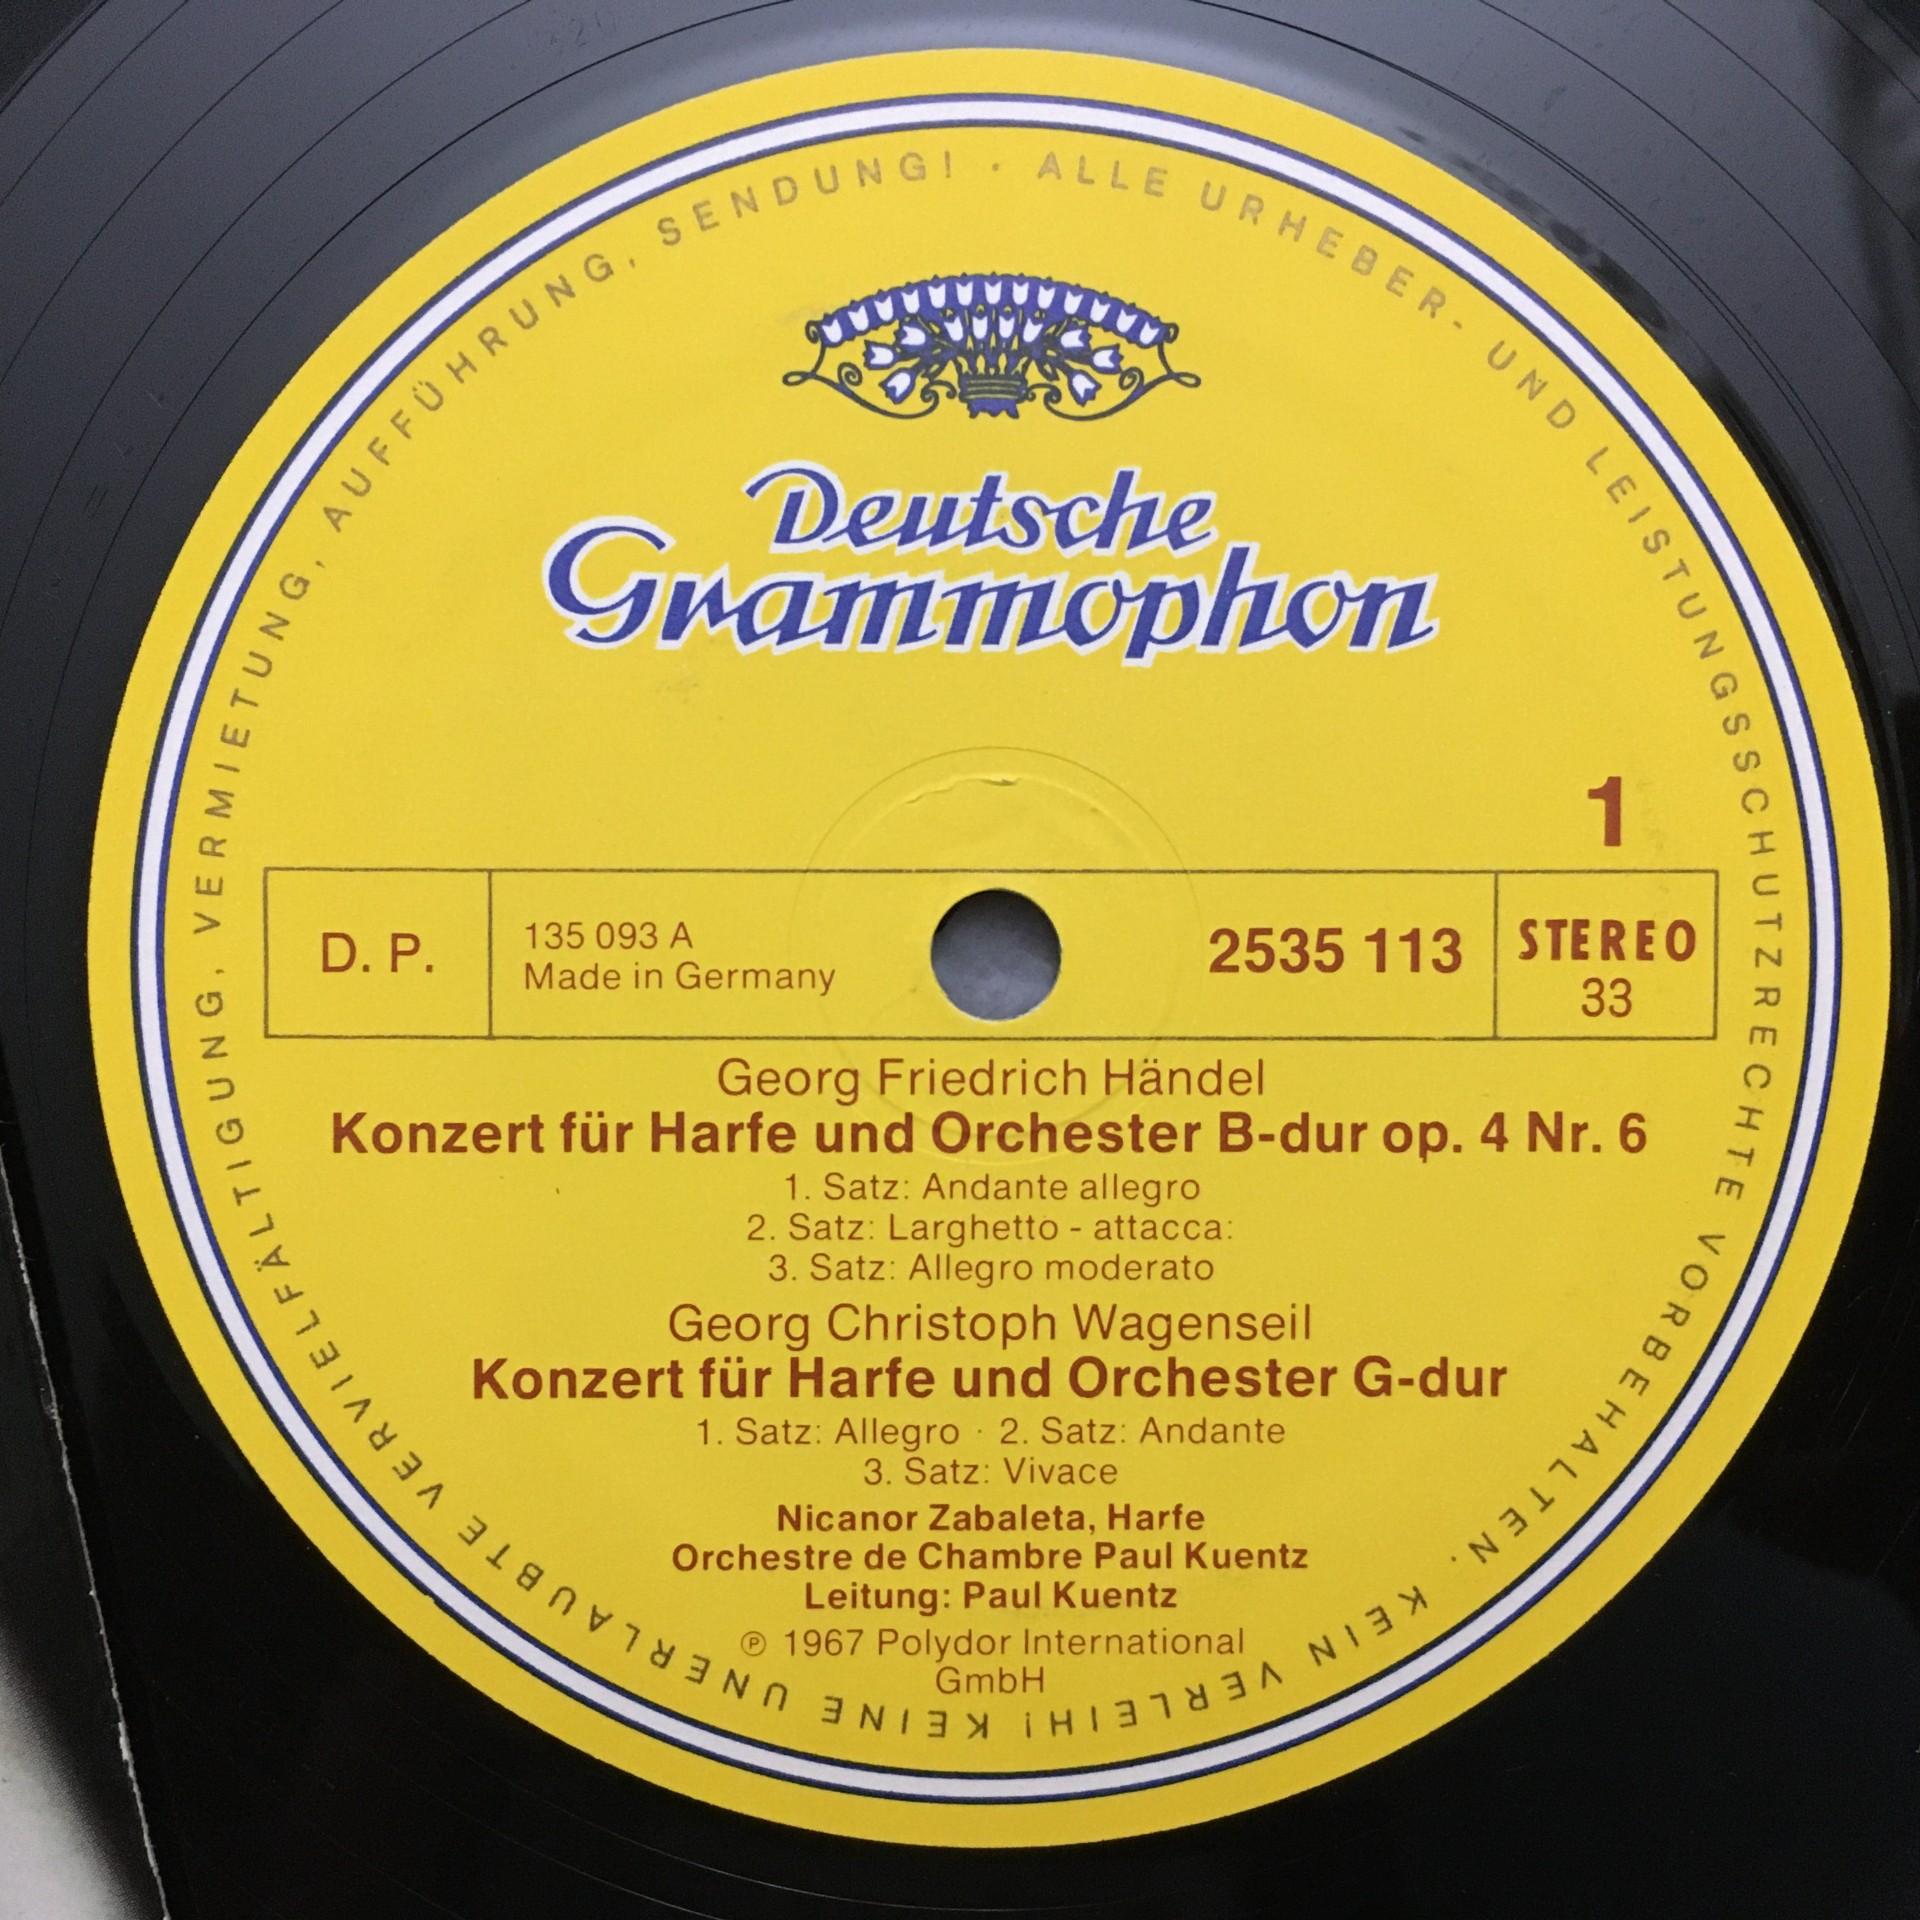 ALLE URHEBER- UND LEISTUNGSSCHUTZRECHTE VORBEHALTEN. KEIN VERLEIH! KEINE UNERLAUBTE VERVIELFÄLTIGUNG, VERMIETUNG, AUFFÜHRUNG, SENDUNG! ·
Deutsche
Grammophon
1
D. P.
135 093 A
Made in Germany
2535 113
STEREO
33
Georg Friedrich Händel
Konzert für Harfe und Orchester B-dur op. 4 Nr. 6
1. Satz: Andante allegro
2. Satz: Larghetto - attacca:
3. Satz: Allegro moderato
Georg Christoph Wagenseil
Konzert für Harfe und Orchester G-dur
1. Satz: Allegro · 2. Satz: Andante
3. Satz: Vivace
Nicanor Zabaleta, Harfe
Orchestre de Chambre Paul Kuentz
Leitung: Paul Kuentz
℗ 1967 Polydor International
GmbH